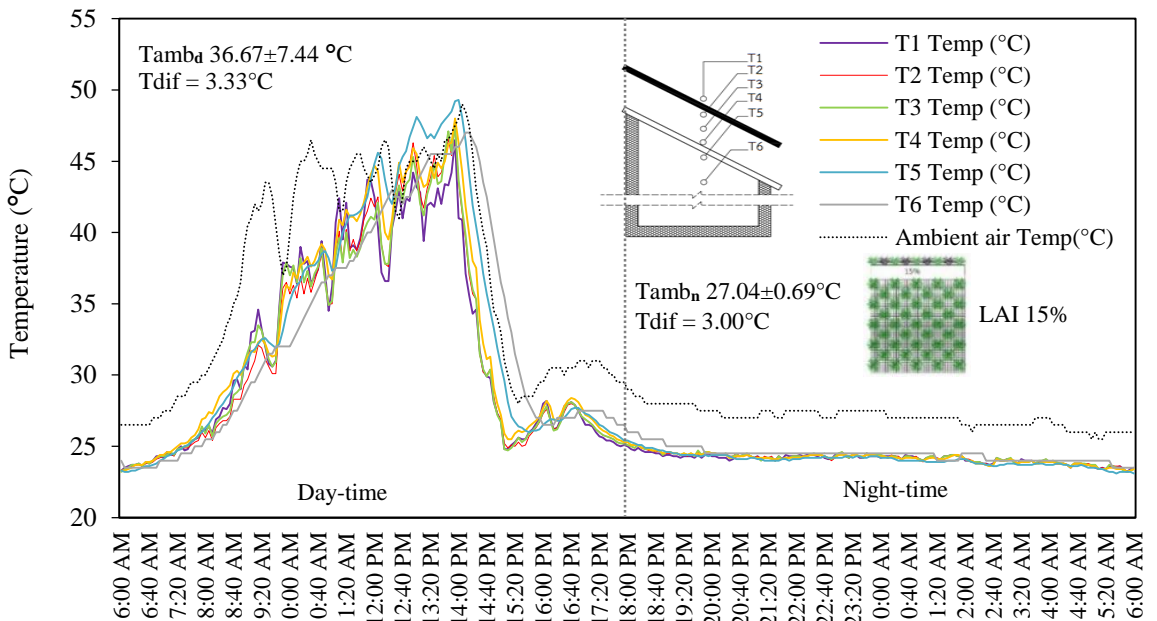 55
50
45
40
35
30
25
20
Temperature (°C)
Tamb_d 36.67±7.44 °C
Tdif = 3.33°C
T1
T2
T3
T4
T5
T6
T1 Temp (°C)
T2 Temp (°C)
T3 Temp (°C)
T4 Temp (°C)
T5 Temp (°C)
T6 Temp (°C)
Ambient air Temp(°C)
Tamb_n 27.04±0.69°C
Tdif = 3.00°C
15%
LAI 15%
Day-time
Night-time
6:00 AM
6:40 AM
7:20 AM
8:00 AM
8:40 AM
9:20 AM
0:00 AM
0:40 AM
1:20 AM
12:00 PM
12:40 PM
13:20 PM
14:00 PM
14:40 PM
15:20 PM
16:00 PM
16:40 PM
17:20 PM
18:00 PM
18:40 PM
19:20 PM
20:00 PM
20:40 PM
21:20 PM
22:00 PM
22:40 PM
23:20 PM
0:00 AM
0:40 AM
1:20 AM
2:00 AM
2:40 AM
3:20 AM
4:00 AM
4:40 AM
5:20 AM
6:00 AM